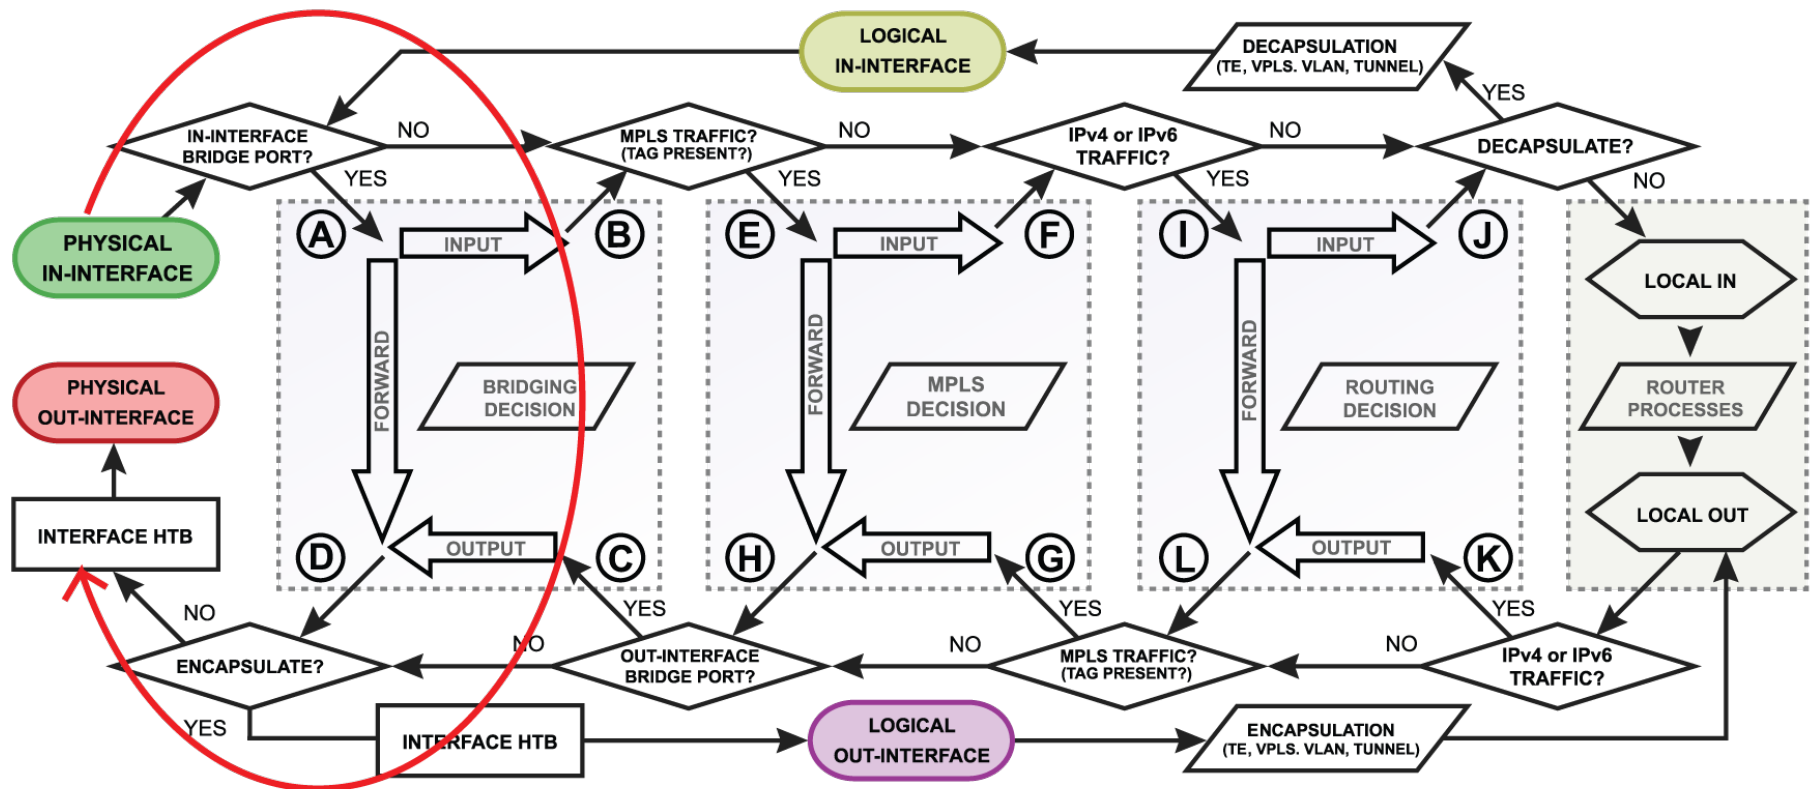 LOGICAL
IN-INTERFACE
DECAPSULATION
(TE, VPLS. VLAN, TUNNEL)
YES
IN-INTERFACE
BRIDGE PORT?
NO
MPLS TRAFFIC?
(TAG PRESENT?)
NO
IPv4 or IPv6
TRAFFIC?
NO
DECAPSULATE?
YES
YES
YES
NO
PHYSICAL
IN-INTERFACE
A
INPUT
B
E
INPUT
F
I
INPUT
J
LOCAL IN
FORWARD
FORWARD
FORWARD
PHYSICAL
OUT-INTERFACE
BRIDGING
DECISION
MPLS
DECISION
ROUTING
DECISION
ROUTER
PROCESSES
INTERFACE HTB
D
OUTPUT
C
H
OUTPUT
G
L
OUTPUT
K
LOCAL OUT
NO
YES
YES
YES
ENCAPSULATE?
NO
OUT-INTERFACE
BRIDGE PORT?
NO
MPLS TRAFFIC?
(TAG PRESENT?)
NO
IPv4 or IPv6
TRAFFIC?
YES
INTERFACE HTB
LOGICAL
OUT-INTERFACE
ENCAPSULATION
(TE, VPLS. VLAN, TUNNEL)